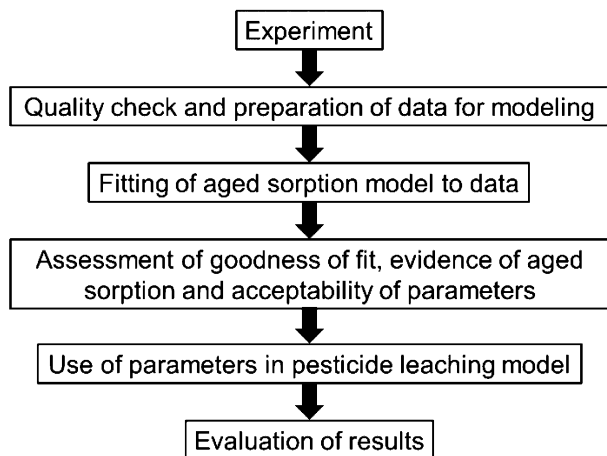 Experiment
Quality check and preparation of data for modeling
Fitting of aged sorption model to data
Assessment of goodness of fit, evidence of aged
sorption and acceptability of parameters
Use of parameters in pesticide leaching model
Evaluation of results